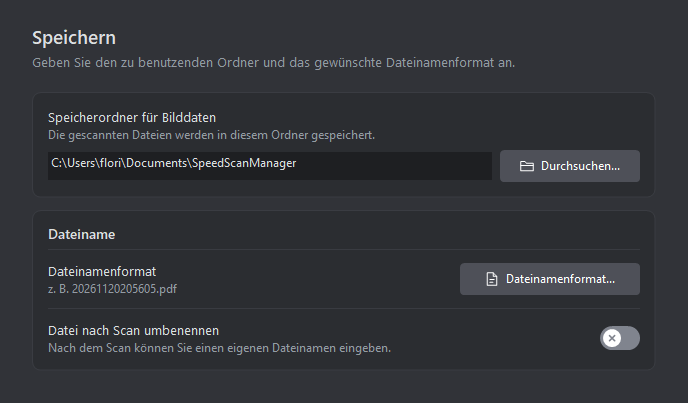 Speichern
Geben Sie den zu benutzenden Ordner und das gewünschte Dateinamenformat an.
Speicherordner für Bilddaten
Die gescannten Dateien werden in diesem Ordner gespeichert.
C:\Users\flori\Documents\SpeedScanManager
Durchsuchen...
Dateiname
Dateinamenformat
z. B. 20261120205605.pdf
Dateinamenformat...
Datei nach Scan umbenennen
Nach dem Scan können Sie einen eigenen Dateinamen eingeben.